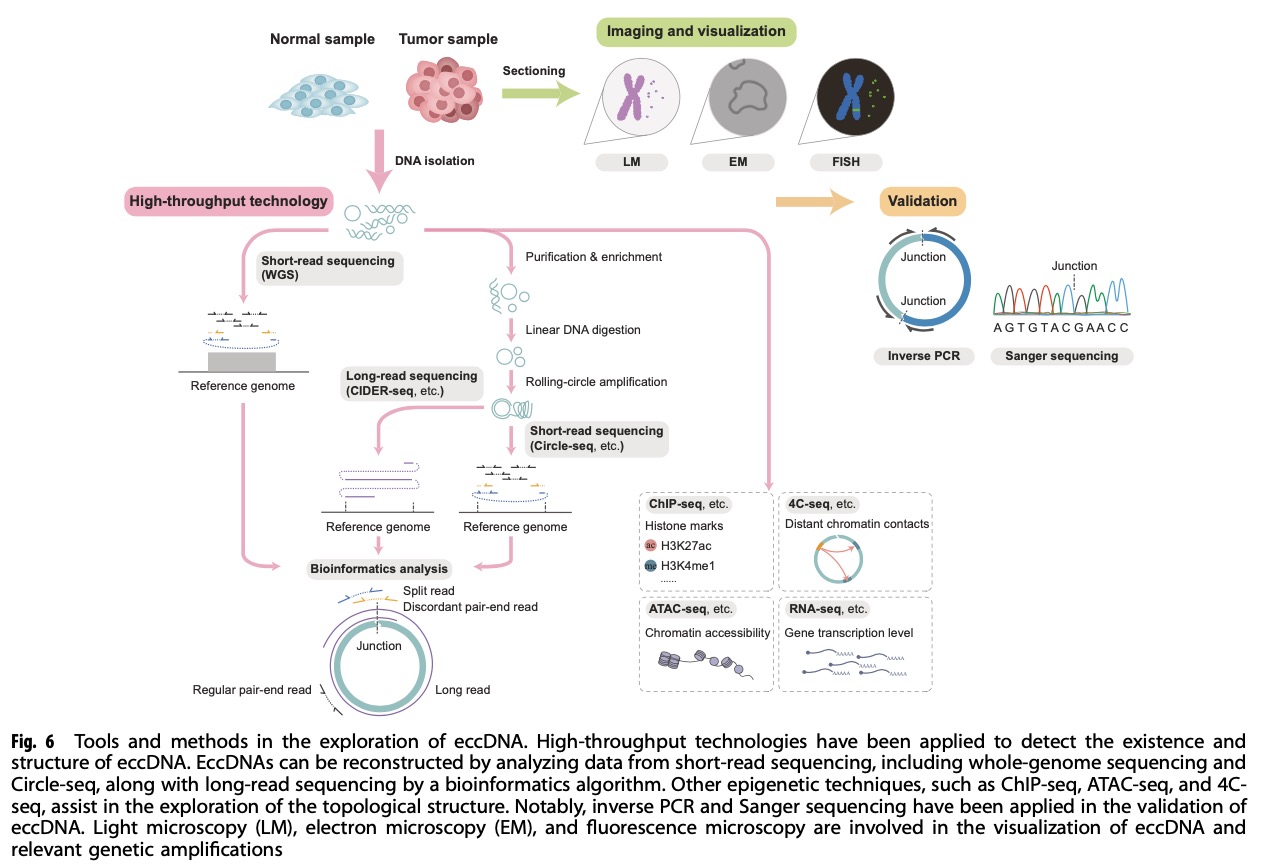 Normal sample
Tumor sample
Sectioning
Imaging and visualization
LM
EM
FISH
DNA isolation
High-throughput technology
Validation
Short-read sequencing
(WGS)
Purification & enrichment
Junction
Junction
Junction
AGTGTACGAACC
Linear DNA digestion
Inverse PCR
Sanger sequencing
Reference genome
Long-read sequencing
(CIDER-seq, etc.)
Rolling-circle amplification
Short-read sequencing
(Circle-seq, etc.)
Reference genome
Reference genome
ChIP-seq, etc.
Histone marks
ac H3K27ac
me H3K4me1
......
4C-seq, etc.
Distant chromatin contacts
ATAC-seq, etc.
Chromatin accessibility
RNA-seq, etc.
Gene transcription level
AAAAA
AAAAA
AAAAA
AAAAA
AAAAA
Bioinformatics analysis
Split read
Discordant pair-end read
Junction
Regular pair-end read
Long read
Fig. 6 Tools and methods in the exploration of eccDNA. High-throughput technologies have been applied to detect the existence and
structure of eccDNA. EccDNAs can be reconstructed by analyzing data from short-read sequencing, including whole-genome sequencing and
Circle-seq, along with long-read sequencing by a bioinformatics algorithm. Other epigenetic techniques, such as ChIP-seq, ATAC-seq, and 4C-
seq, assist in the exploration of the topological structure. Notably, inverse PCR and Sanger sequencing have been applied in the validation of
eccDNA. Light microscopy (LM), electron microscopy (EM), and fluorescence microscopy are involved in the visualization of eccDNA and
relevant genetic amplifications